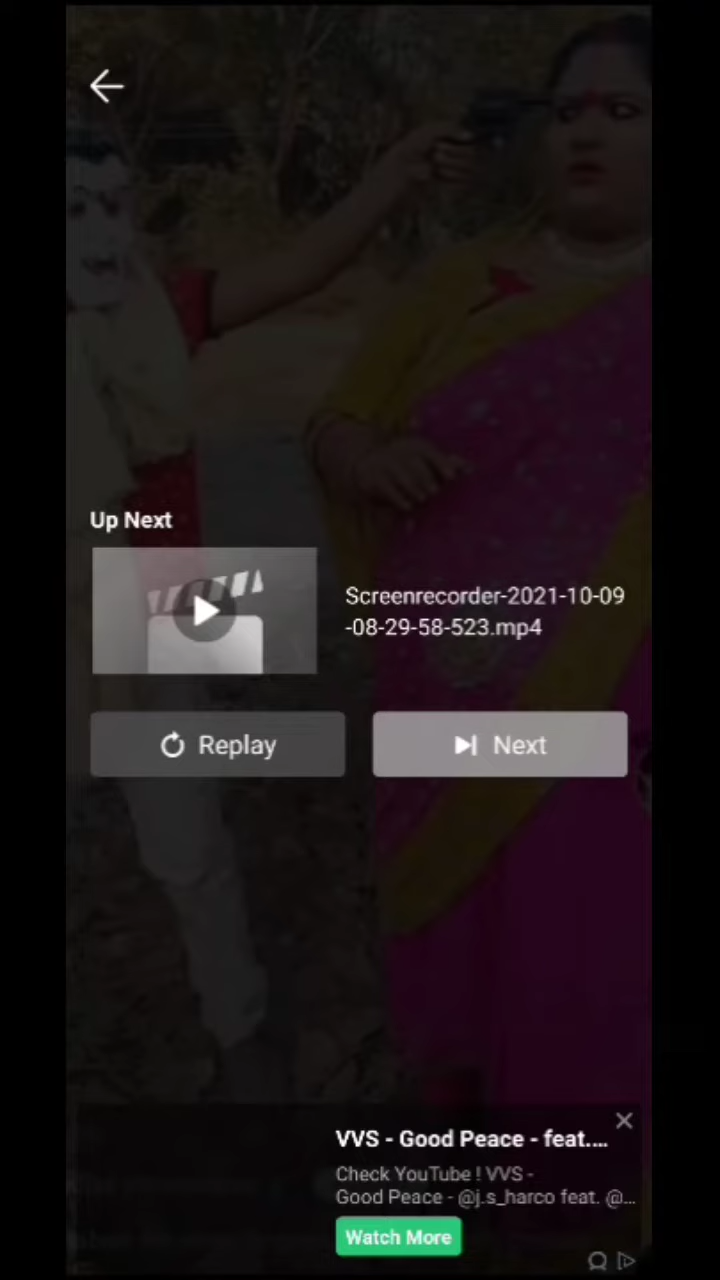 Up Next
Screenrecorder-2021-10-09
-08-29-58-523.mp4
Replay
Next
VVS - Good Peace - feat....
Check YouTube ! VVS -
Good Peace - @j.s_harco feat. @...
Watch More